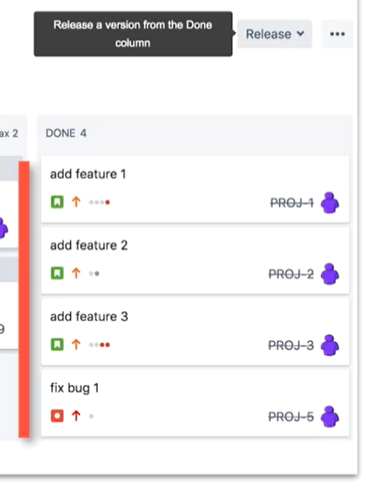 Release a version from the Done
column
Release
•••
ax 2
DONE 4
add feature 1
PROJ-1
add feature 2
PROJ-2
add feature 3
PROJ-3
9
fix bug 1
PROJ-5